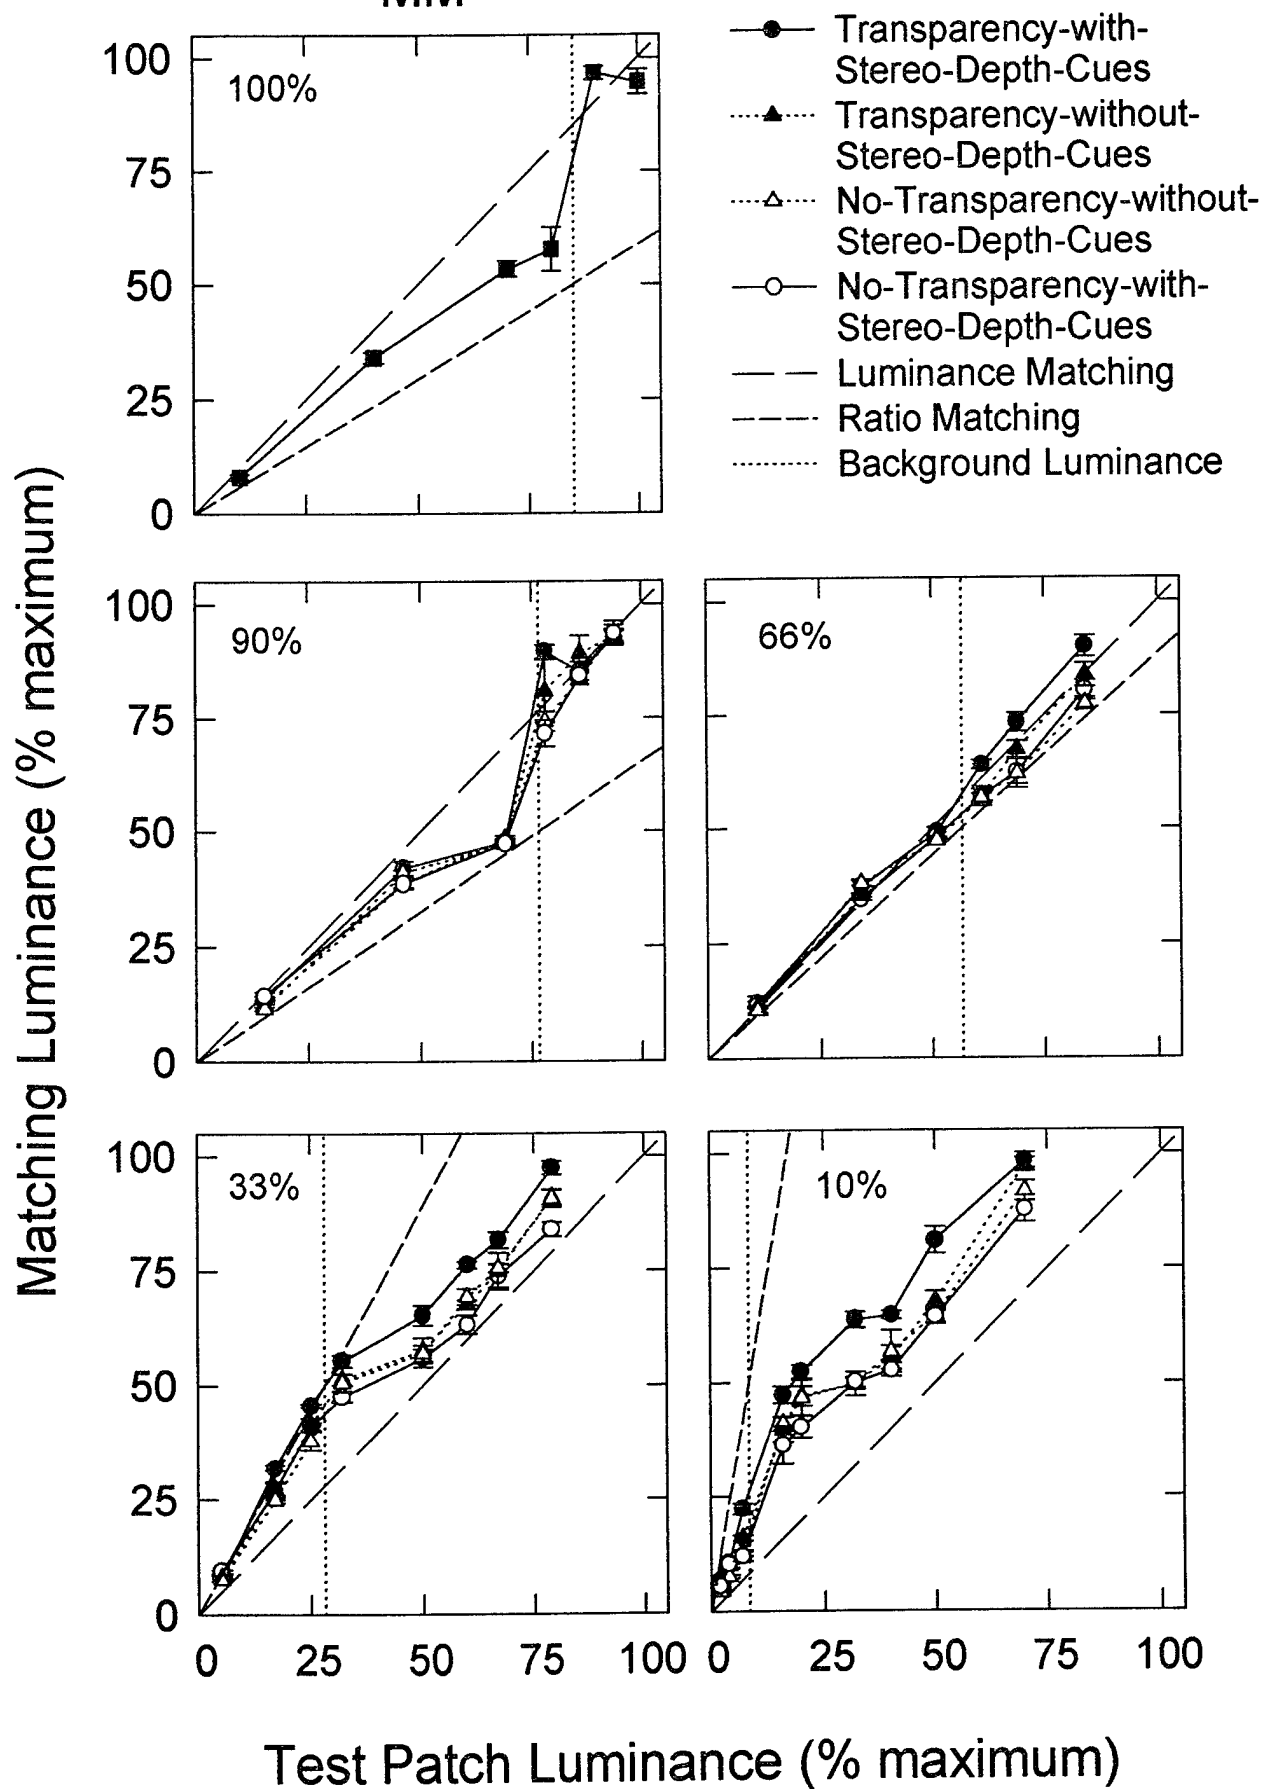 MM
Transparency-with-
Stereo-Depth-Cues
Transparency-without-
Stereo-Depth-Cues
No-Transparency-without-
Stereo-Depth-Cues
No-Transparency-with-
Stereo-Depth-Cues
Luminance Matching
Ratio Matching
Background Luminance
100%
100
75
50
25
0
90%
100
75
50
25
0
66%
33%
100
75
50
25
0
10%
0 25 50 75 100 0 25 50 75 100
Matching Luminance (% maximum)
Test Patch Luminance (% maximum)